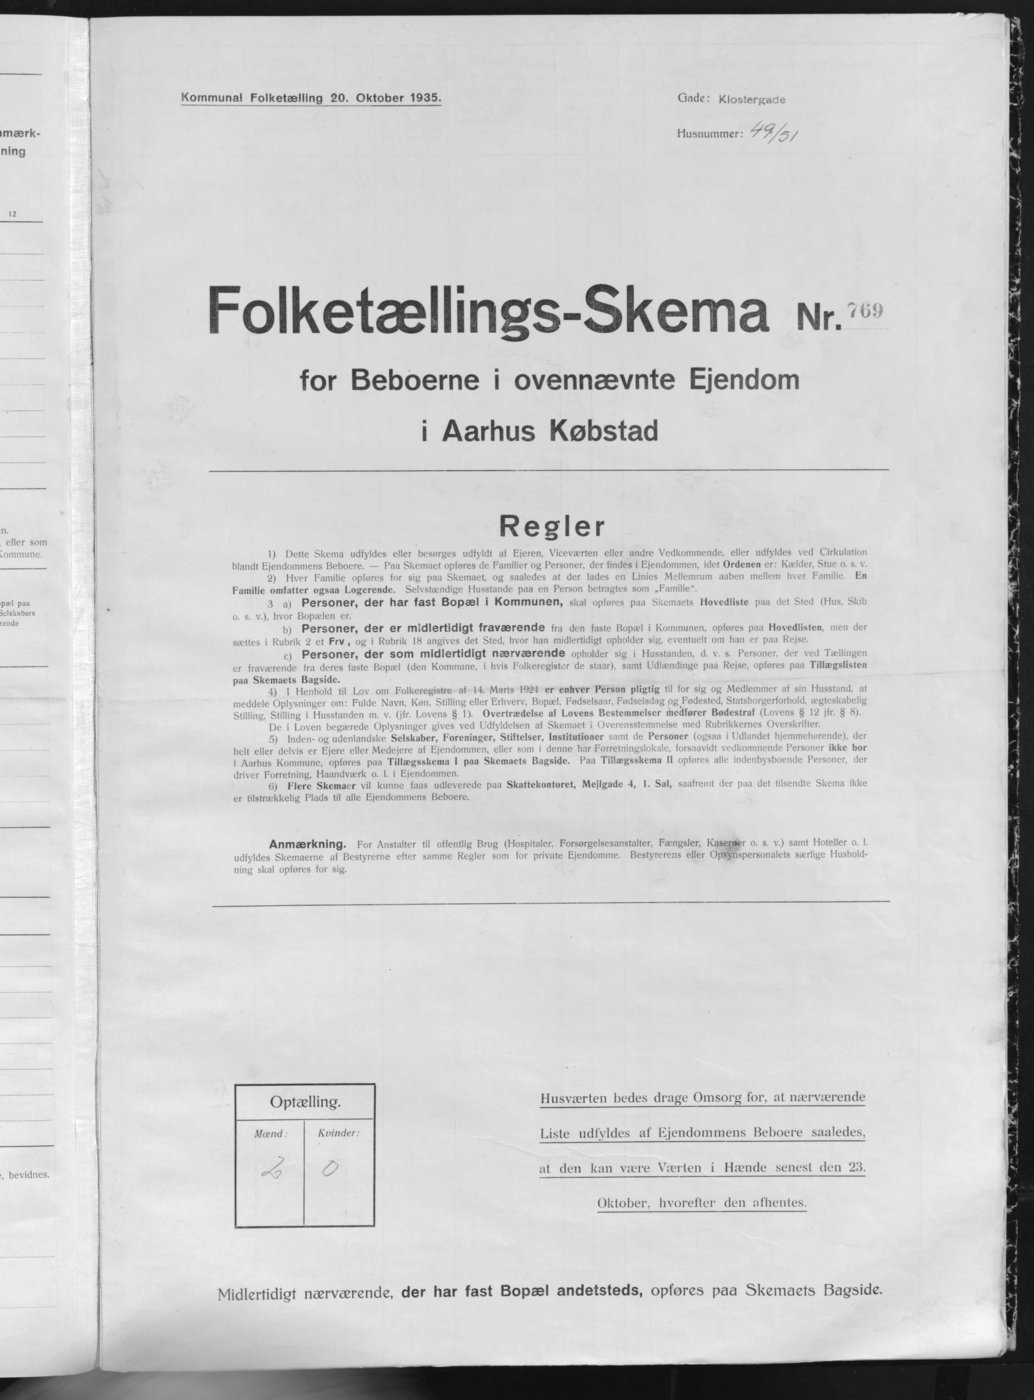 Kommunal Folketælling 20. Oktober 1935.
Gade: Klostergade
Husnummer: 49/51
Folketællings-Skema Nr. 769
for Beboerne i ovennævnte Ejendom
i Aarhus Købstad
Regler
1) Dette Skema udfyldes eller besørges udfyldt af Ejeren, Viceværten eller andre Vedkommende, eller udfyldes ved Cirkulation
blandt Ejendommens Beboere. — Paa Skemaet opføres de Familier og Personer, der findes i Ejendommen, idet Ordenen er: Kælder, Stue o. s. v.
2) Hver Familie opføres for sig paa Skemaet, og saaledes at der lades en Linies Mellemrum aaben mellem hver Familie. En
Familie omfatter ogsaa Logerende. Selvstændige Husstande paa en Person betragtes som „Familie".
3 a) Personer, der har fast Bopæl i Kommunen, skal opføres paa Skemaets Hovedliste paa det Sted (Hus, Skib
o. s. v.), hvor Bopælen er.
b) Personer, der er midlertidigt fraværende fra den faste Bopæl i Kommunen, opføres paa Hovedlisten, men der
sættes i Rubrik 2 et Frv , og i Rubrik 18 angives det Sted, hvor han midlertidigt opholder sig, eventuelt om han er paa Rejse.
c) Personer, der som midlertidigt nærværende opholder sig i Husstanden, d. v. s. Personer, der ved Tællingen
er fraværende fra deres faste Bopæl (den Kommune, i hvis Folkeregister de staar), samt Udlændinge paa Rejse, opføres paa Tillægslisten
paa Skemaets Bagside.
4) I Henhold til Lov om Folkeregistre af 14. Marts 1924 er enhver Person pligtig til for sig og Medlemmer af sin Husstand, at
meddele Oplysninger om: Fulde Navn, Køn, Stilling eller Erhverv, Bopæl, Fødselsaar, Fødselsdag og Fødested, Statsborgerforhold, ægteskabelig
Stilling, Stilling i Husstanden m. v. (jfr. Lovens § 1). Overtrædelse af Lovens Bestemmelser medfører Bødestraf (Lovens § 12 jfr. § 8).
De i Loven begærede Oplysninger gives ved Udfyldelsen af Skemaet i Overensstemmelse med Rubrikkernes Overskrifter.
5) Inden- og udenlandske Selskaber, Foreninger, Stiftelser, Institutioner samt de Personer (ogsaa i Udlandet hjemmehørende), der
helt eller delvis er Ejere eller Medejere af Ejendommen, eller som i denne har Forretningslokale, forsaavidt vedkommende Personer ikke bor
i Aarhus Kommune, opføres paa Tillægsskema I paa Skemaets Bagside. Paa Tillægsskema II opføres alle indenbysboende Personer, der
driver Forretning, Haandværk o. l. i Ejendommen.
6) Flere Skemaer vil kunne faas udleverede paa Skattekontoret, Mejlgade 4, 1. Sal, saafremt der paa det tilsendte Skema ikke
er tilstrækkelig Plads til alle Ejendommens Beboere.
Anmærkning. For Anstalter til offentlig Brug (Hospitaler, Forsørgelsesanstalter, Fængsler, Kaserner o. s. v.) samt Hoteller o. l.
udfyldes Skemaerne af Bestyrerne efter samme Regler som for private Ejendomme. Bestyrerens eller Opsynspersonalets særlige Hushold-
ning skal opføres for sig.
Optælling.
Mænd: Kvinder:
2 0
Husværten bedes drage Omsorg for, at nærværende
Liste udfyldes af Ejendommens Beboere saaledes,
at den kan være Værten i Hænde senest den 23.
Oktober, hvorefter den afhentes.
Midlertidigt nærværende, der har fast Bopæl andetsteds, opføres paa Skemaets Bagside.
mærk-
ning
12
n.
, eller som
Kommune.
opæl paa
Selskabers
rende
, bevidnes.